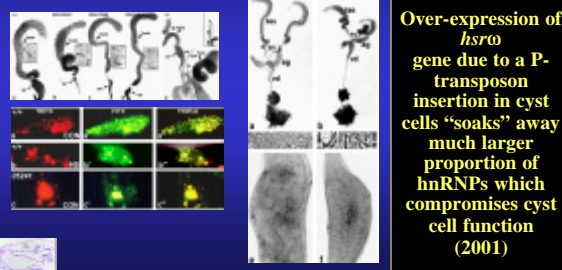 Over-expression of
hsrω
gene due to a P-
transposon
insertion in cyst
cells “soaks” away
much larger
proportion of
hnRNPs which
compromises cyst
cell function
(2001)
a
b
f